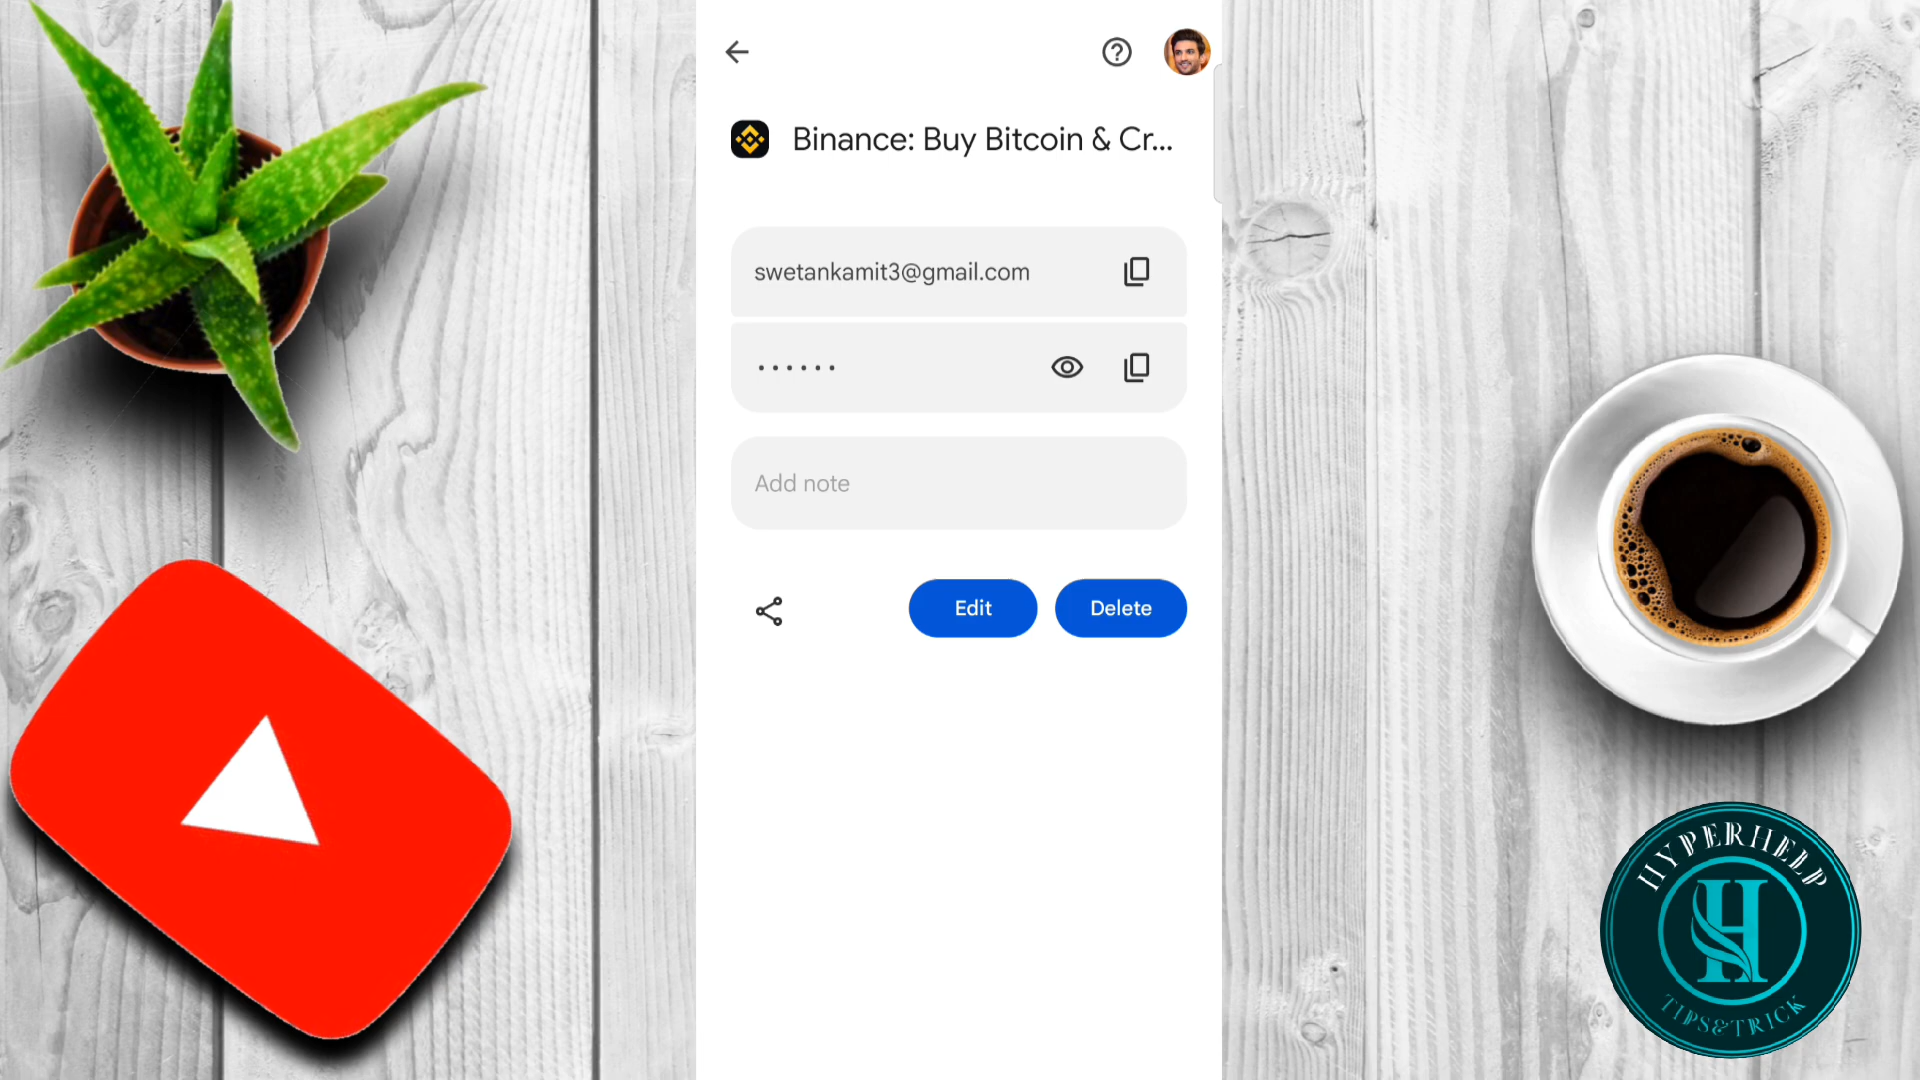 Binance: Buy Bitcoin & Cr...
swetankamit3@gmail.com
······
Add note
Edit
Delete
HYPERHELP
H
TIPS&TRICK